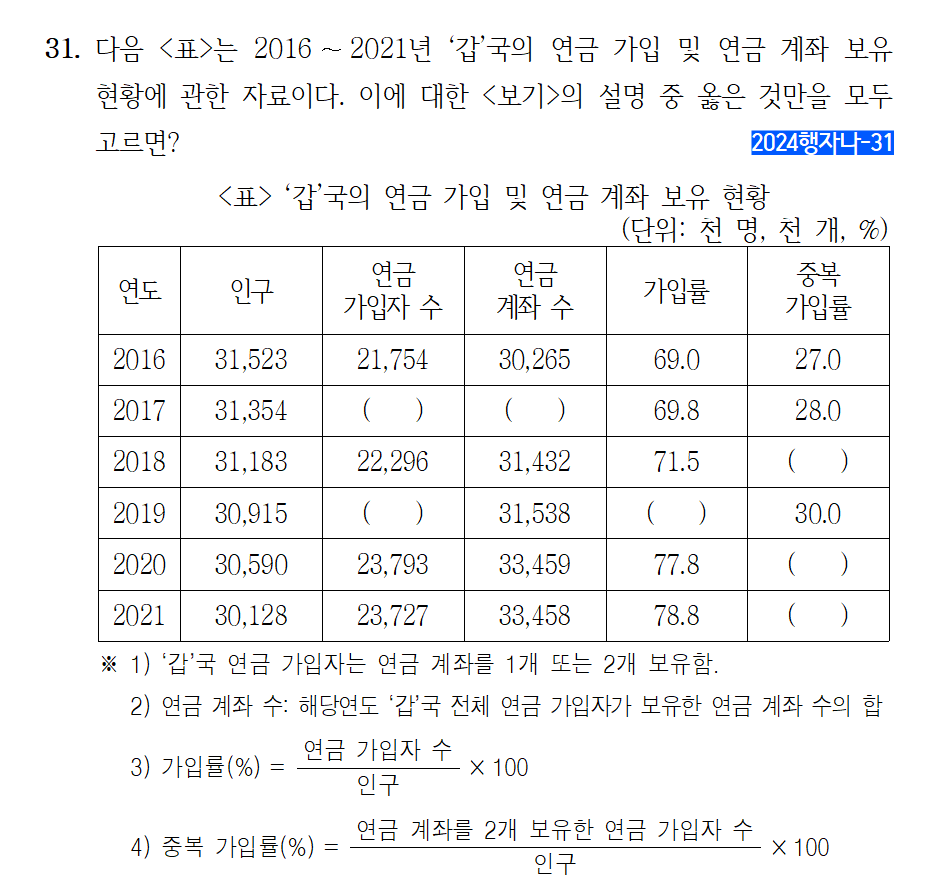 31. 다음 <표>는 2016 ~ 2021년 ‘갑’국의 연금 가입 및 연금 계좌 보유
현황에 관한 자료이다. 이에 대한 <보기>의 설명 중 옳은 것만을 모두
고르면?
2024행자나-31
<표> ‘갑’국의 연금 가입 및 연금 계좌 보유 현황
(단위: 천 명, 천 개, %)
연도 인구 연금 가입자 수 연금 계좌 수 가입률 중복 가입률
2016 31,523 21,754 30,265 69.0 27.0
2017 31,354 ( ) ( ) 69.8 28.0
2018 31,183 22,296 31,432 71.5 ( )
2019 30,915 ( ) 31,538 ( ) 30.0
2020 30,590 23,793 33,459 77.8 ( )
2021 30,128 23,727 33,458 78.8 ( )
※ 1) ‘갑’국 연금 가입자는 연금 계좌를 1개 또는 2개 보유함.
2) 연금 계좌 수: 해당연도 ‘갑’국 전체 연금 가입자가 보유한 연금 계좌 수의 합
3) 가입률(%) = 연금 가입자 수 / 인구 × 100
4) 중복 가입률(%) = 연금 계좌를 2개 보유한 연금 가입자 수 / 인구 × 100